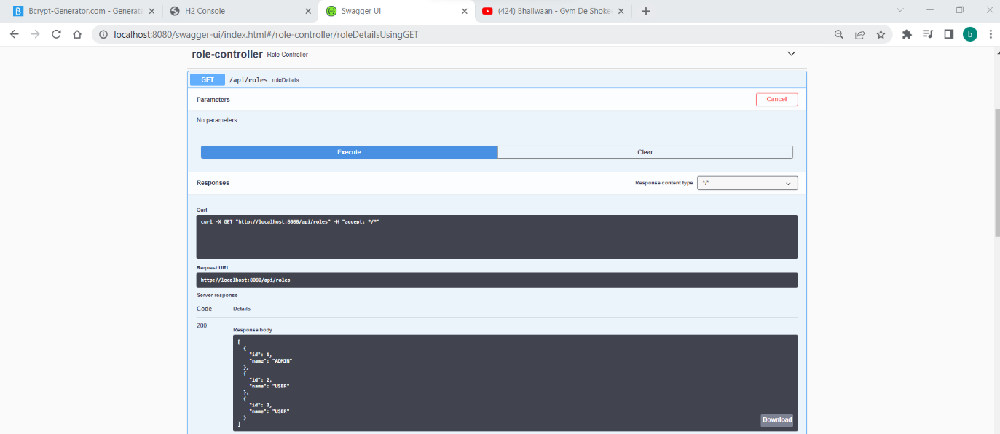 Bcrypt-Generator.com - Generate
H2 Console
Swagger UI
(424) Bhallwaan - Gym De Shoke
localhost:8080/swagger-ui/index.html#/role-controller/roleDetailsUsingGET
b
role-controller Role Controller
GET /api/roles roleDetails
Parameters Cancel
No parameters
Execute Clear
Responses Response content type */*
Curl
curl -X GET "http://localhost:8080/api/roles" -H "accept: */*"
Request URL
http://localhost:8080/api/roles
Server response
Code Details
200
Response body
[
{
"id": 1,
"name": "ADMIN"
},
{
"id": 2,
"name": "USER"
},
{
"id": 3,
"name": "USER"
}
]
Download